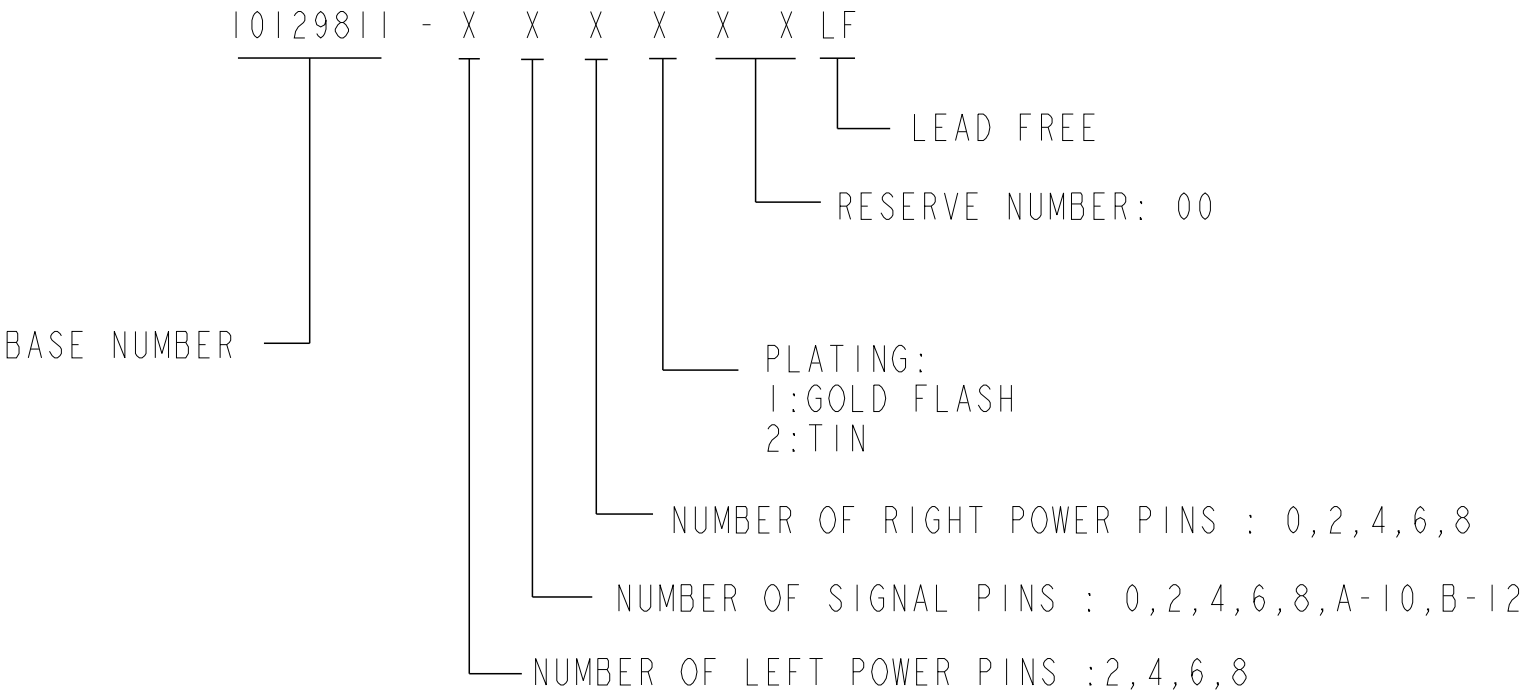 10129811 - X X X X X X LF
LEAD FREE
RESERVE NUMBER: 00
BASE NUMBER
PLATING:
1:GOLD FLASH
2:TIN
NUMBER OF RIGHT POWER PINS : 0,2,4,6,8
NUMBER OF SIGNAL PINS : 0,2,4,6,8,A-10,B-12
NUMBER OF LEFT POWER PINS :2,4,6,8